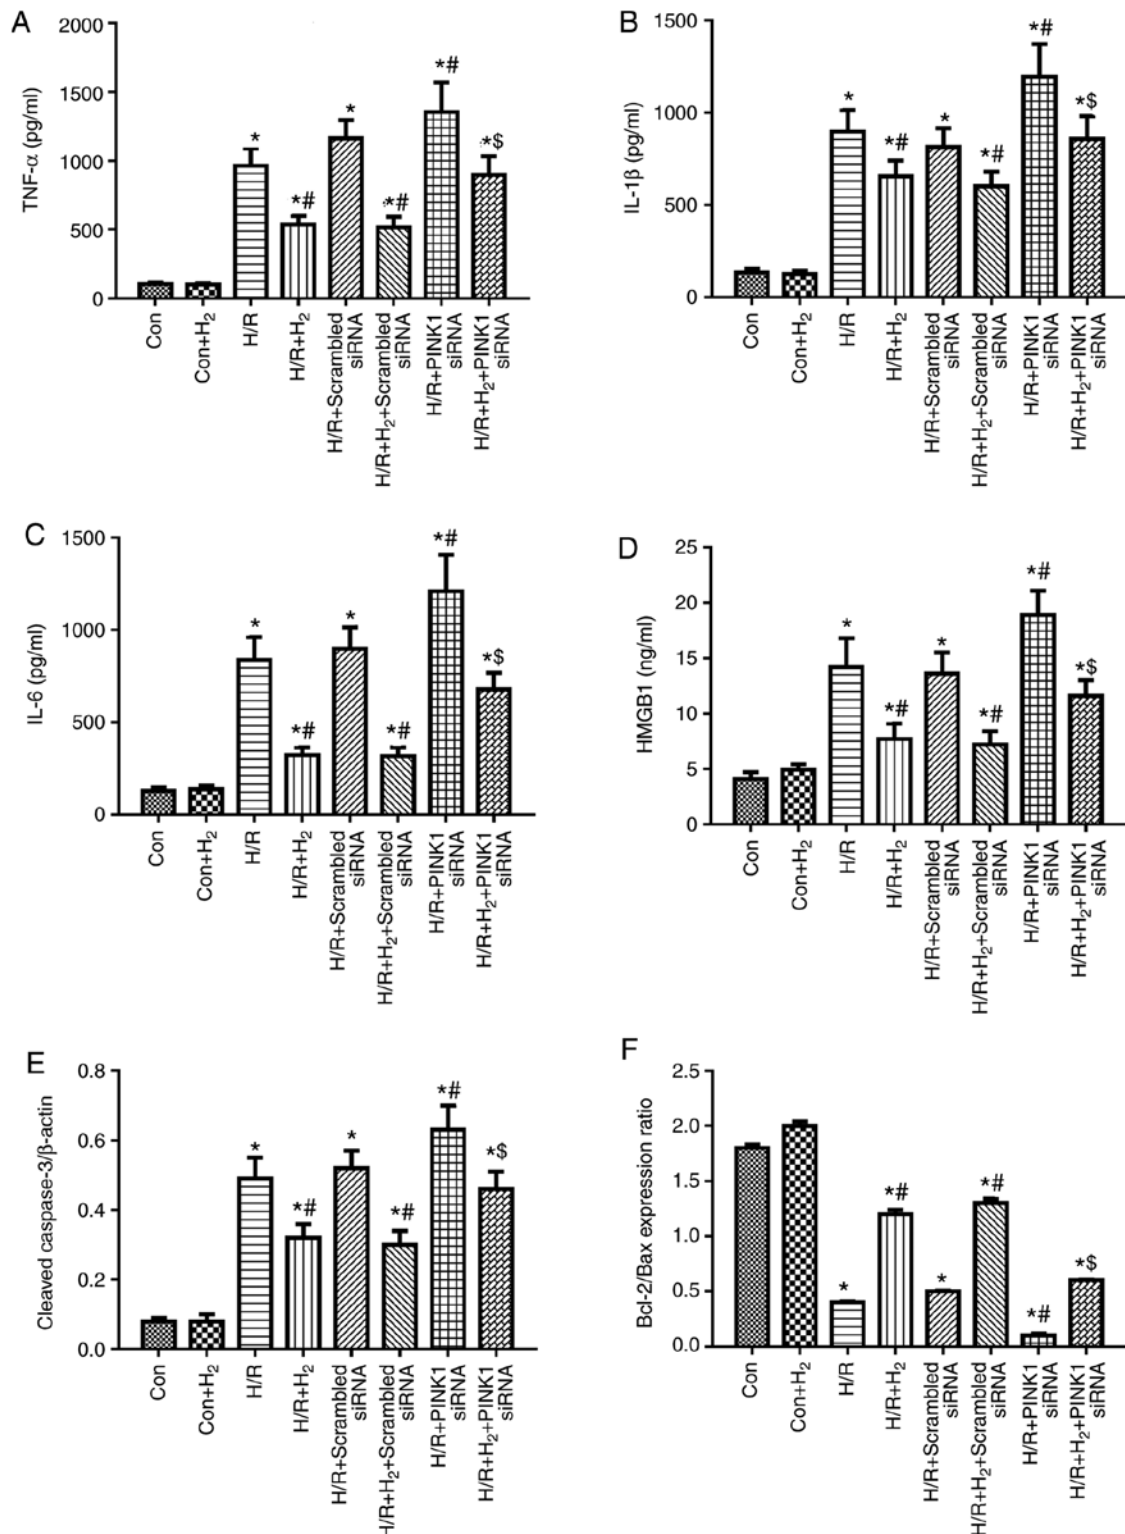 A
TNF-α (pg/ml)
2000
1500
1000
500
0
*
*#
*
*#
*#
*$
Con
Con+H₂
H/R
H/R+H₂
H/R+Scrambled
siRNA
H/R+H₂+Scrambled
siRNA
H/R+PINK1
siRNA
H/R+H₂+PINK1
siRNA
B
IL-1β (pg/ml)
1500
1000
500
0
*
*#
*
*#
*#
*$
Con
Con+H₂
H/R
H/R+H₂
H/R+Scrambled
siRNA
H/R+H₂+Scrambled
siRNA
H/R+PINK1
siRNA
H/R+H₂+PINK1
siRNA
C
IL-6 (pg/ml)
1500
1000
500
0
*
*#
*
*#
*#
*$
Con
Con+H₂
H/R
H/R+H₂
H/R+Scrambled
siRNA
H/R+H₂+Scrambled
siRNA
H/R+PINK1
siRNA
H/R+H₂+PINK1
siRNA
D
HMGB1 (ng/ml)
25
20
15
10
5
0
*
*#
*
*#
*#
*$
Con
Con+H₂
H/R
H/R+H₂
H/R+Scrambled
siRNA
H/R+H₂+Scrambled
siRNA
H/R+PINK1
siRNA
H/R+H₂+PINK1
siRNA
E
Cleaved caspase-3/β-actin
0.8
0.6
0.4
0.2
0.0
*
*#
*
*#
*#
*$
Con
Con+H₂
H/R
H/R+H₂
H/R+Scrambled
siRNA
H/R+H₂+Scrambled
siRNA
H/R+PINK1
siRNA
H/R+H₂+PINK1
siRNA
F
Bcl-2/Bax expression ratio
2.5
2.0
1.5
1.0
0.5
0.0
*
*#
*
*#
*#
*$
Con
Con+H₂
H/R
H/R+H₂
H/R+Scrambled
siRNA
H/R+H₂+Scrambled
siRNA
H/R+PINK1
siRNA
H/R+H₂+PINK1
siRNA